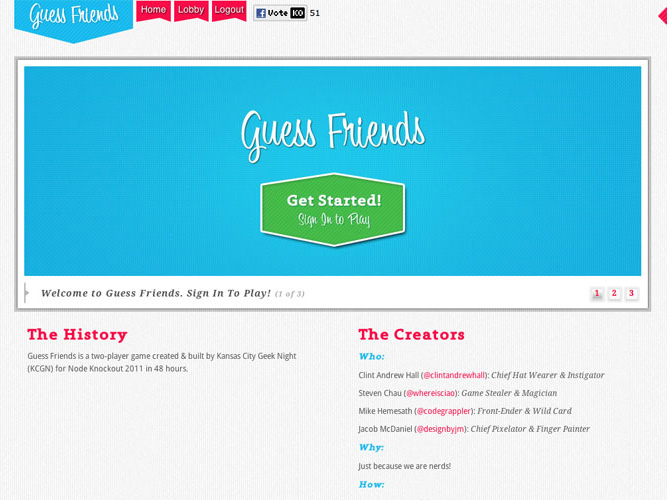 Guess Friends
Home Lobby Logout Vote KO 51
Guess Friends
Get Started!
Sign In to Play
Welcome to Guess Friends. Sign In To Play! (1 of 3) 1 2 3
The History
Guess Friends is a two-player game created & built by Kansas City Geek Night
(KCGN) for Node Knockout 2011 in 48 hours.
The Creators
Who:
Clint Andrew Hall (@clintandrewhall): Chief Hat Wearer & Instigator
Steven Chau (@whereisciao): Game Stealer & Magician
Mike Hemesath (@codegrappler): Front-Ender & Wild Card
Jacob McDaniel (@designbyjm): Chief Pixelator & Finger Painter
Why:
Just because we are nerds!
How: